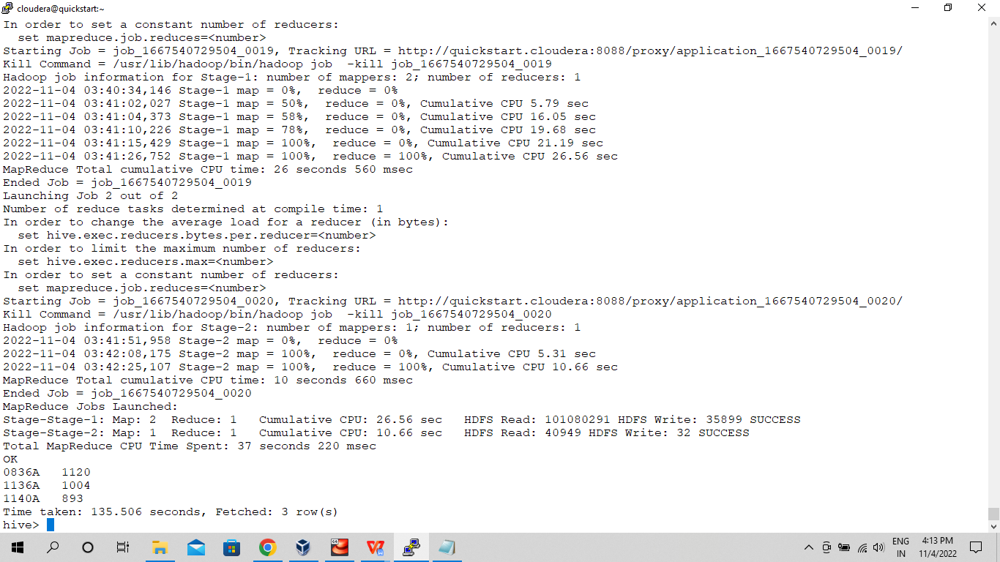 cloudera@quickstart:~
In order to set a constant number of reducers:
  set mapreduce.job.reduces=<number>
Starting Job = job_1667540729504_0019, Tracking URL = http://quickstart.cloudera:8088/proxy/application_1667540729504_0019/
Kill Command = /usr/lib/hadoop/bin/hadoop job  -kill job_1667540729504_0019
Hadoop job information for Stage-1: number of mappers: 2; number of reducers: 1
2022-11-04 03:40:34,146 Stage-1 map = 0%,  reduce = 0%
2022-11-04 03:41:02,027 Stage-1 map = 50%,  reduce = 0%, Cumulative CPU 5.79 sec
2022-11-04 03:41:04,373 Stage-1 map = 58%,  reduce = 0%, Cumulative CPU 16.05 sec
2022-11-04 03:41:10,226 Stage-1 map = 78%,  reduce = 0%, Cumulative CPU 19.68 sec
2022-11-04 03:41:15,429 Stage-1 map = 100%,  reduce = 0%, Cumulative CPU 21.19 sec
2022-11-04 03:41:26,752 Stage-1 map = 100%,  reduce = 100%, Cumulative CPU 26.56 sec
MapReduce Total cumulative CPU time: 26 seconds 560 msec
Ended Job = job_1667540729504_0019
Launching Job 2 out of 2
Number of reduce tasks determined at compile time: 1
In order to change the average load for a reducer (in bytes):
  set hive.exec.reducers.bytes.per.reducer=<number>
In order to limit the maximum number of reducers:
  set hive.exec.reducers.max=<number>
In order to set a constant number of reducers:
  set mapreduce.job.reduces=<number>
Starting Job = job_1667540729504_0020, Tracking URL = http://quickstart.cloudera:8088/proxy/application_1667540729504_0020/
Kill Command = /usr/lib/hadoop/bin/hadoop job  -kill job_1667540729504_0020
Hadoop job information for Stage-2: number of mappers: 1; number of reducers: 1
2022-11-04 03:41:51,958 Stage-2 map = 0%,  reduce = 0%
2022-11-04 03:42:08,175 Stage-2 map = 100%,  reduce = 0%, Cumulative CPU 5.31 sec
2022-11-04 03:42:25,107 Stage-2 map = 100%,  reduce = 100%, Cumulative CPU 10.66 sec
MapReduce Total cumulative CPU time: 10 seconds 660 msec
Ended Job = job_1667540729504_0020
MapReduce Jobs Launched:
Stage-Stage-1: Map: 2  Reduce: 1   Cumulative CPU: 26.56 sec   HDFS Read: 101080291 HDFS Write: 35899 SUCCESS
Stage-Stage-2: Map: 1  Reduce: 1   Cumulative CPU: 10.66 sec   HDFS Read: 40949 HDFS Write: 32 SUCCESS
Total MapReduce CPU Time Spent: 37 seconds 220 msec
OK
0836A   1120
1136A   1004
1140A   893
Time taken: 135.506 seconds, Fetched: 3 row(s)
hive>
ENG
IN
4:13 PM
11/4/2022